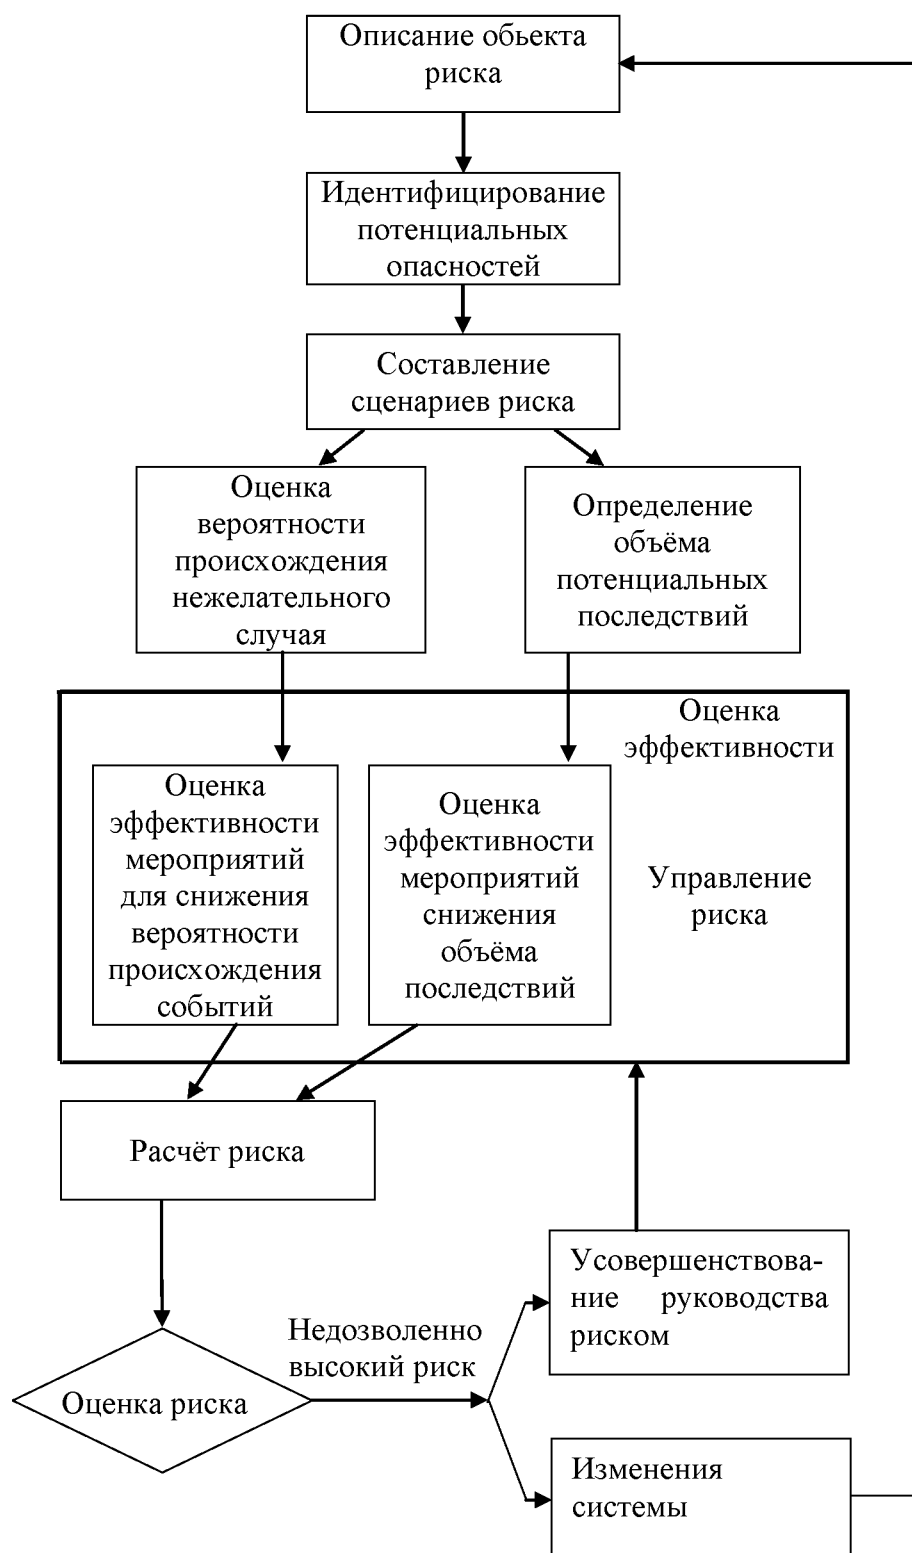 Описание обьекта
риска
Идентифицирование
потенциальных
опасностей
Составление
сценариев риска
Оценка
вероятности
происхождения
нежелательного
случая
Определение
объёма
потенциальных
последствий
Оценка
эффективности
Оценка
эффективности
мероприятий
для снижения
вероятности
происхождения
событий
Оценка
эффективности
мероприятий
снижения
объёма
последствий
Управление
риска
Расчёт риска
Усовершенствова-
ние руководства
риском
Недозволенно
высокий риск
Оценка риска
Изменения
системы